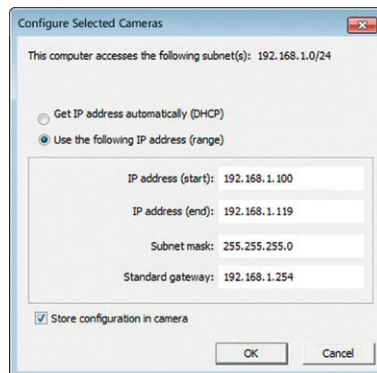 Configure Selected Cameras
This computer accesses the following subnet(s): 192.168.1.0/24
Get IP address automatically (DHCP)
Use the following IP address (range)
IP address (start): 192.168.1.100
IP address (end): 192.168.1.119
Subnet mask: 255.255.255.0
Standard gateway: 192.168.1.254
Store configuration in camera
OK Cancel